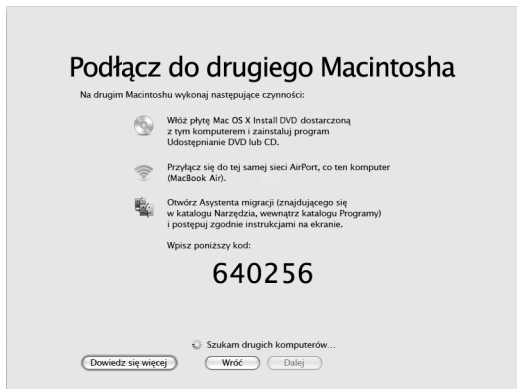 Podłącz do drugiego Macintosha
Na drugim Macintoshu wykonaj następujące czynności:
Włóż płytę Mac OS X Install DVD dostarczoną
z tym komputerem i zainstaluj program
Udostępnianie DVD lub CD.
Przyłącz się do tej samej sieci AirPort, co ten komputer
(MacBook Air).
Otwórz Asystenta migracji (znajdującego się
w katalogu Narzędzia, wewnątrz katalogu Programy)
i postępuj zgodnie instrukcjami na ekranie.
Wpisz poniższy kod:
640256
Szukam drugich komputerów...
Dowiedz się więcej
Wróć
Dalej